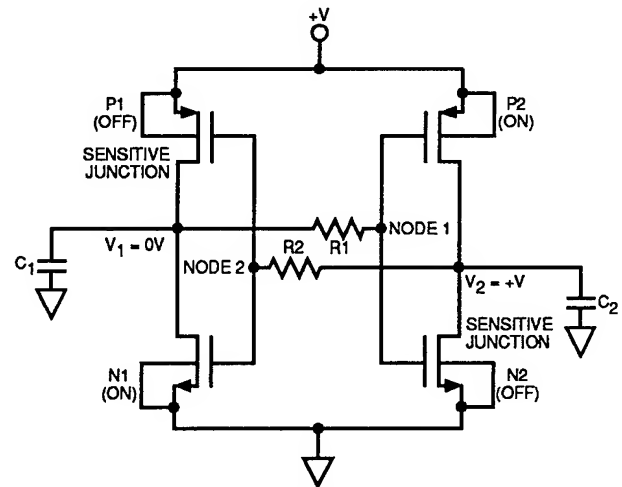 +V
P1
(OFF)
P2
(ON)
SENSITIVE
JUNCTION
R1
NODE 1
V1 = 0V
C1
NODE 2
R2
V2 = +V
C2
SENSITIVE
JUNCTION
N1
(ON)
N2
(OFF)